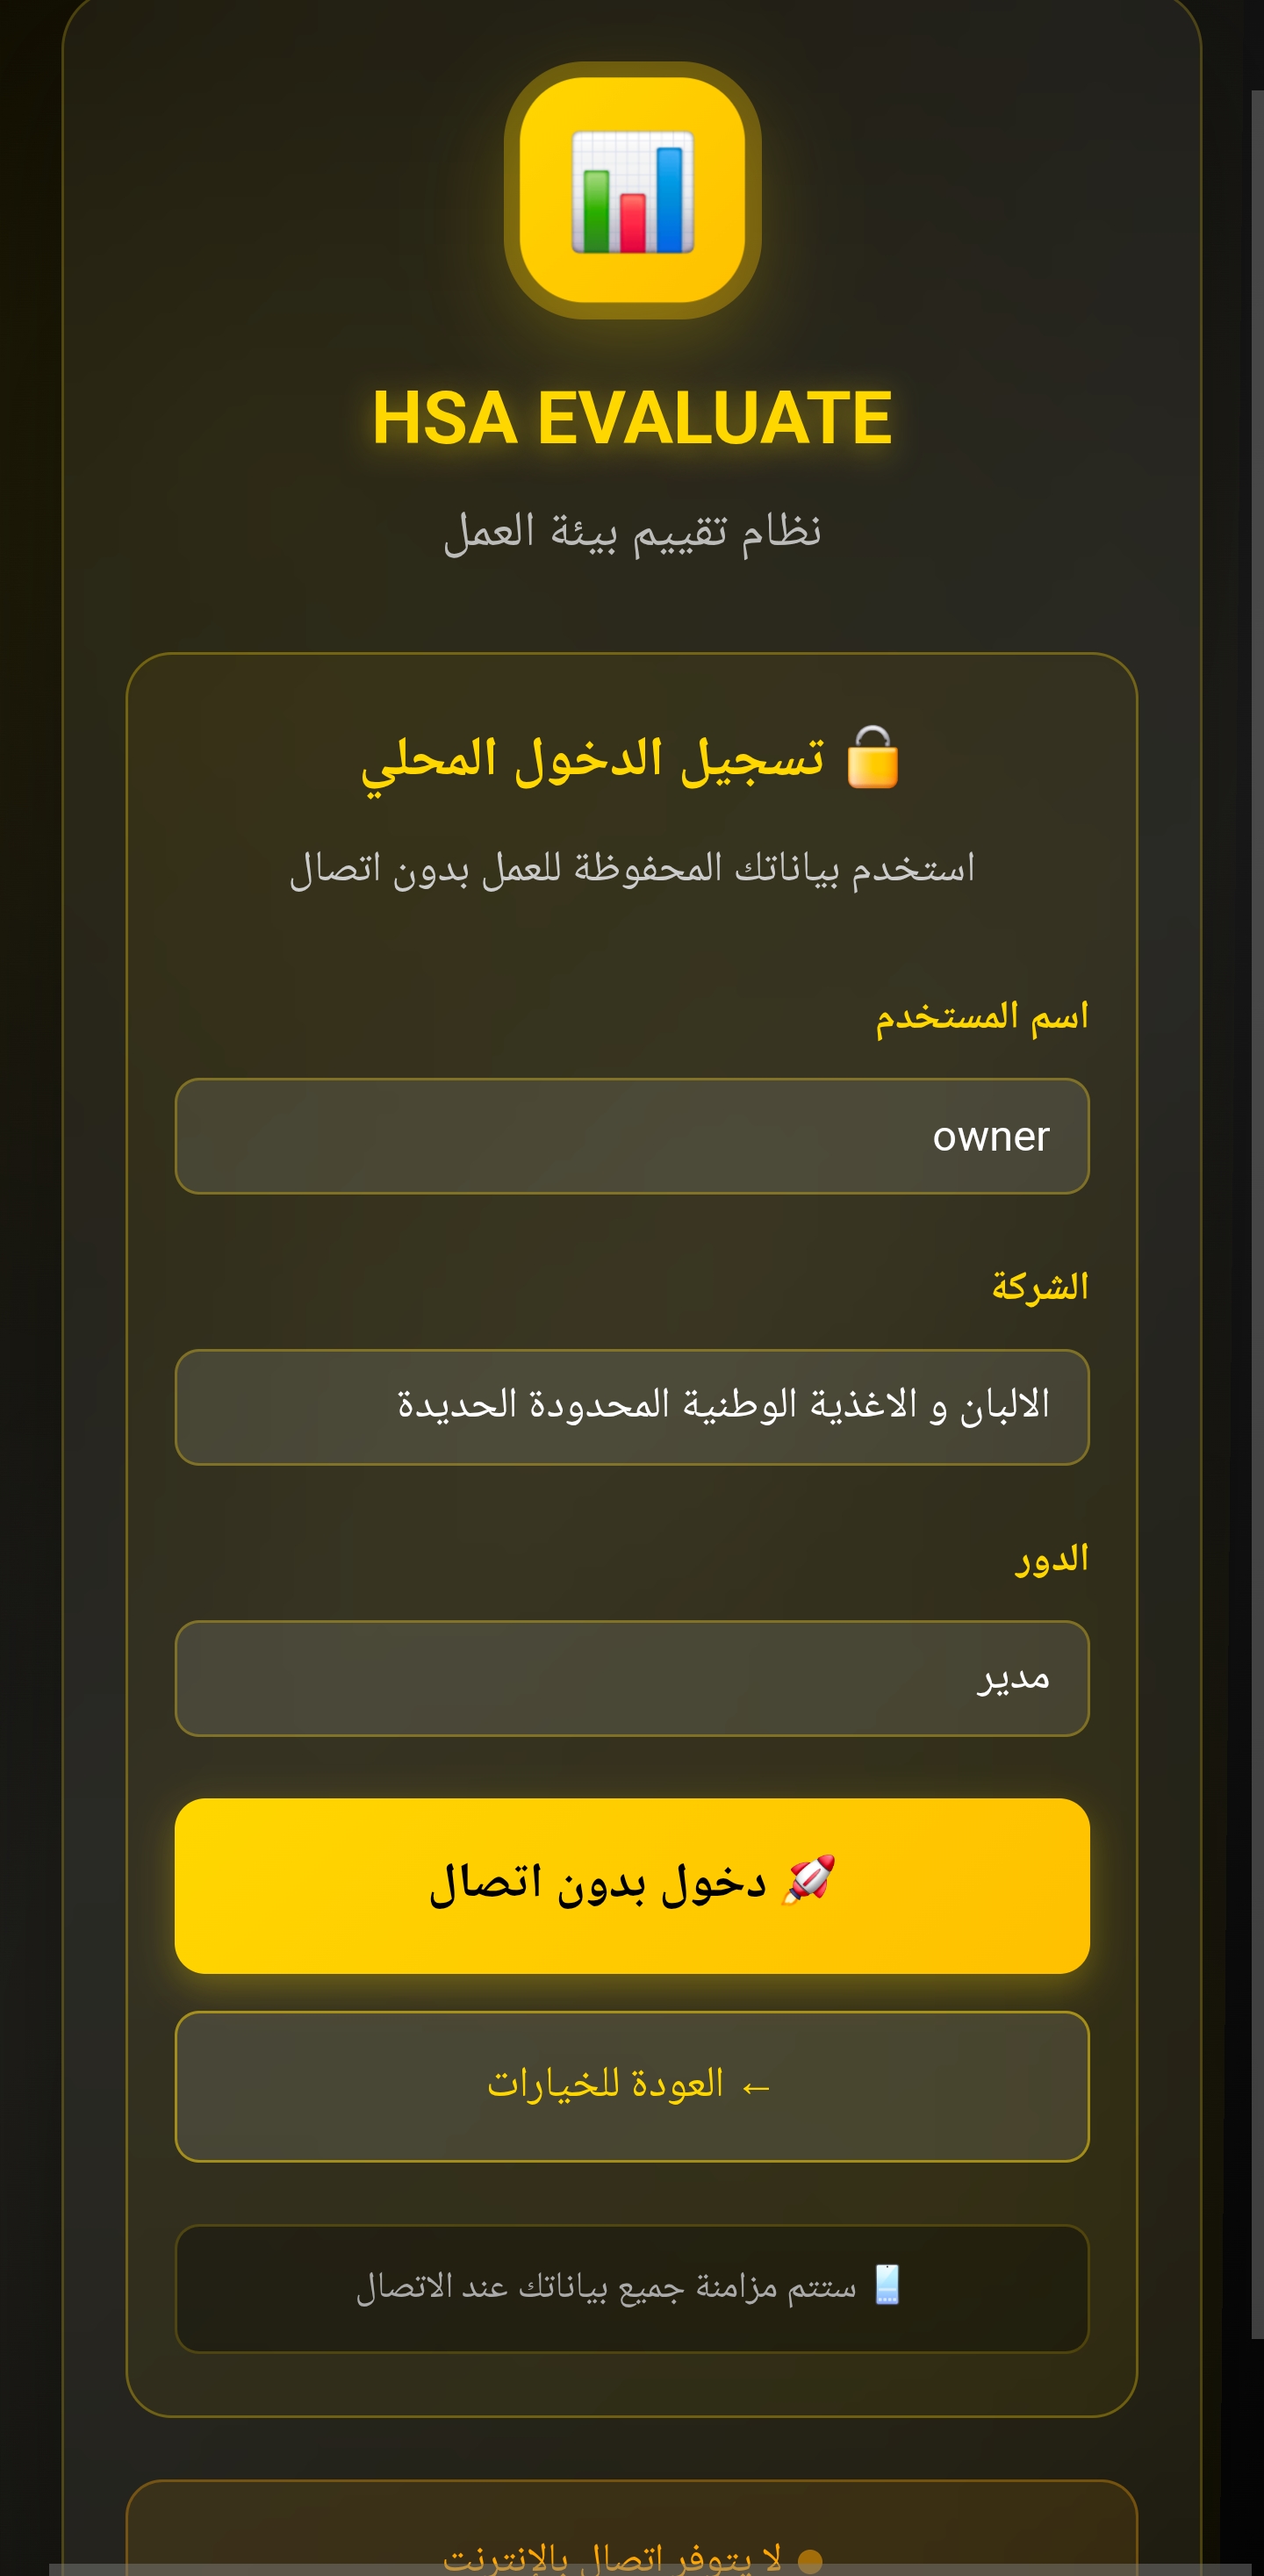 HSA EVALUATE
نظام تقييم بيئة العمل
تسجيل الدخول المحلي
استخدم بياناتك المحفوظة للعمل بدون اتصال
اسم المستخدم
owner
الشركة
الالبان و الاغذية الوطنية المحدودة الحديدة
الدور
مدير
دخول بدون اتصال
← العودة للخيارات
ستتم مزامنة جميع بياناتك عند الاتصال
لا يتوفر اتصال بالإنترنت